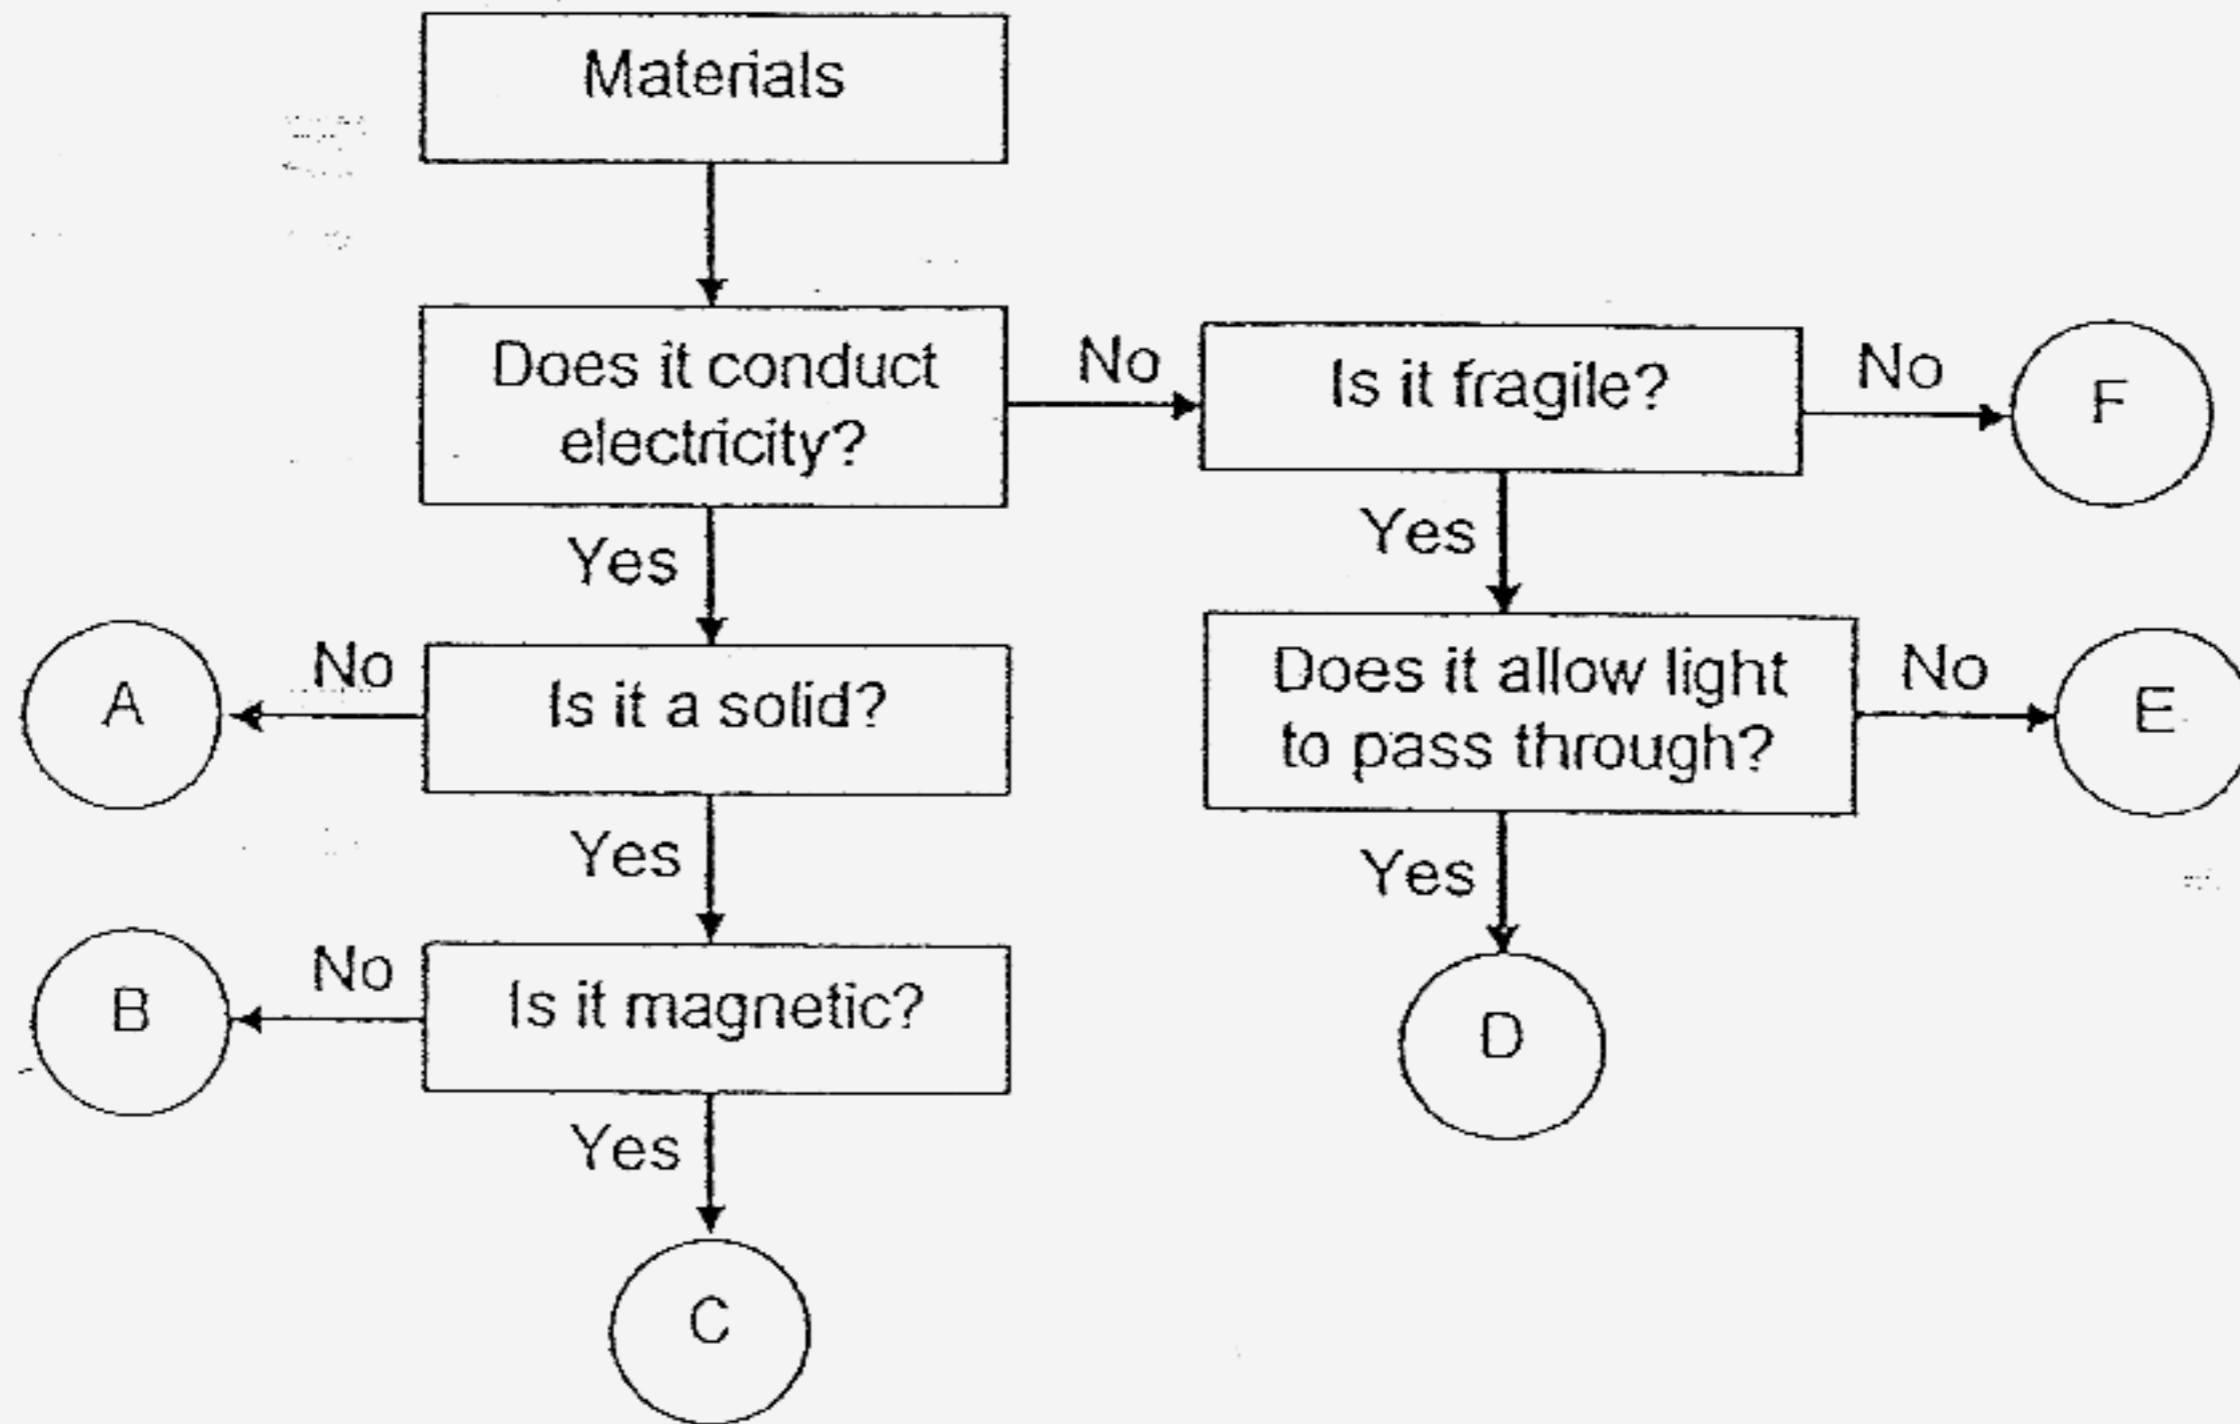 Materials
Does it conduct
electricity?
No
Is it fragile?
No
F
Yes
Yes
A
No
Is it a solid?
Does it allow light
to pass through?
No
E
Yes
Yes
B
No
Is it magnetic?
D
Yes
C